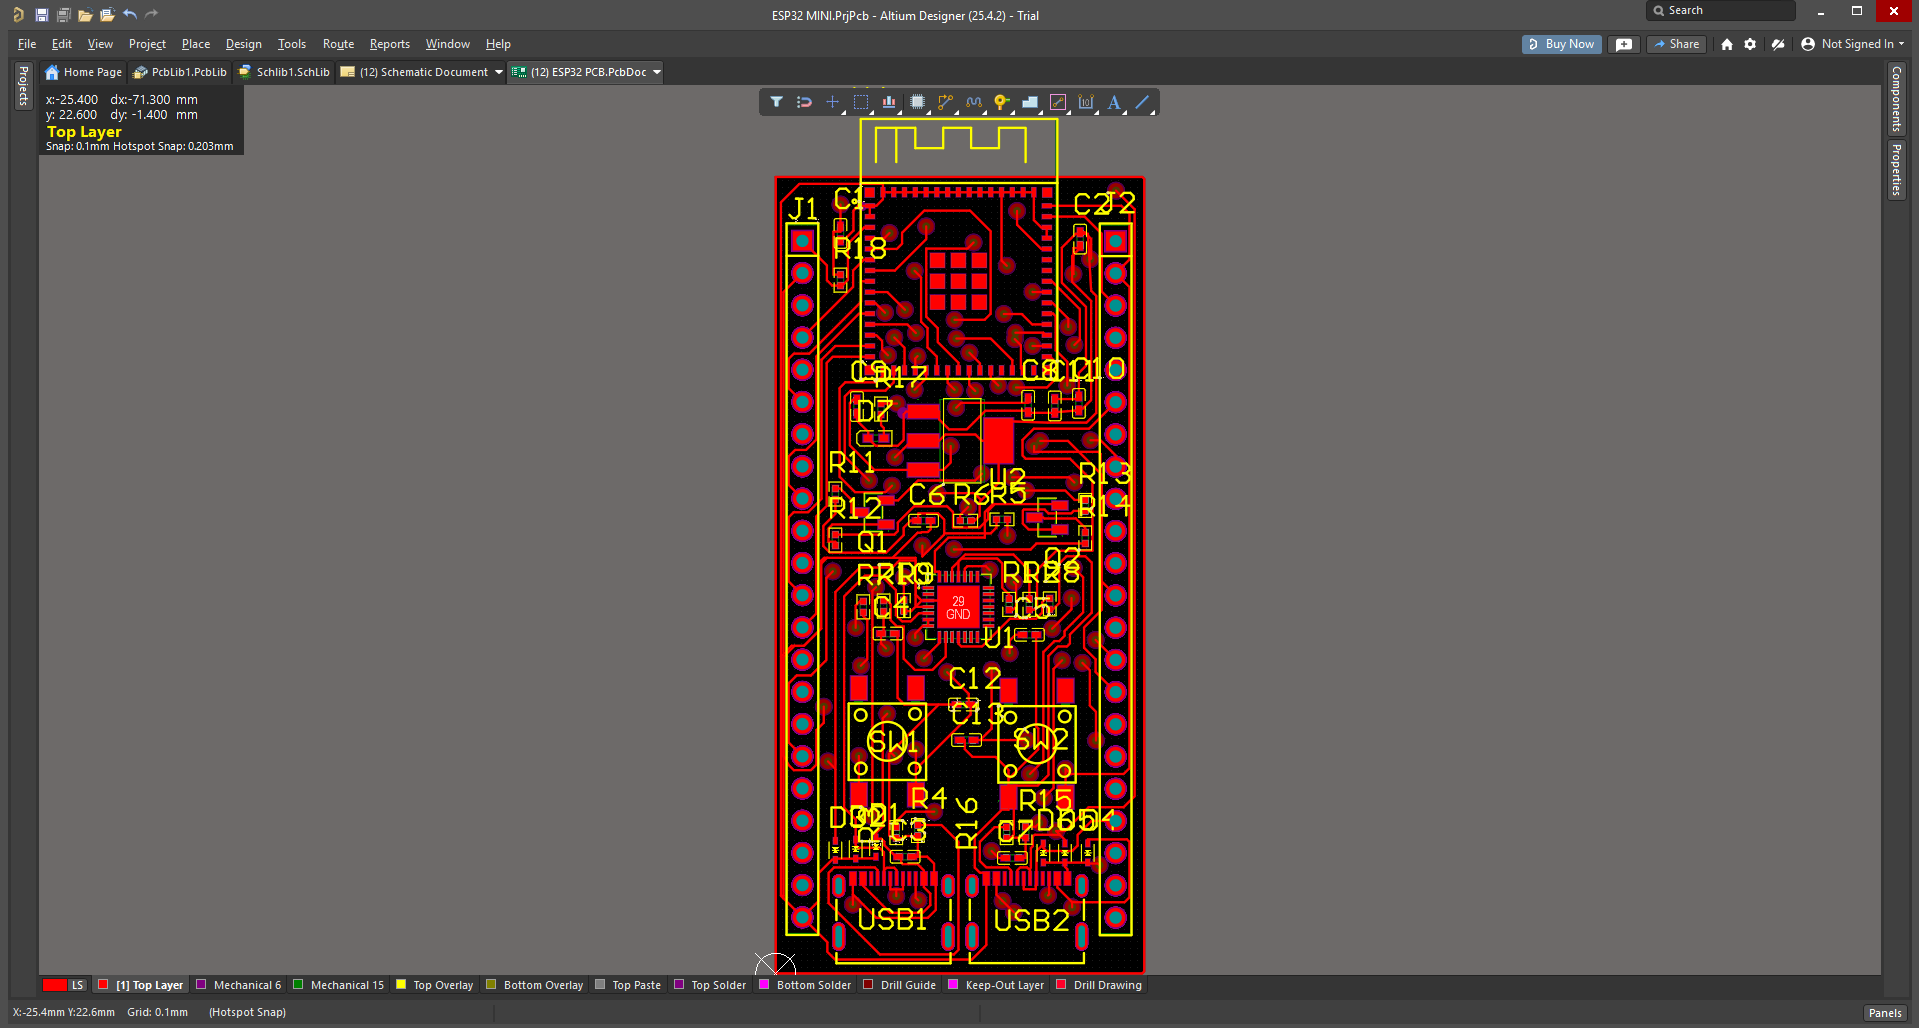 ESP32 MINI.PrjPcb - Altium Designer (25.4.2) - Trial
Search
File Edit View Project Place Design Tools Route Reports Window Help
Buy Now
Share
Not Signed In
Projects
Home Page
PcbLib1.PcbLib
Schlib1.SchLib
(12) Schematic Document
(12) ESP32 PCB.PcbDoc
Components
Properties
x:-25.400 dx:-71.300 mm
y: 22.600 dy: -1.400 mm
Top Layer
Snap: 0.1mm Hotspot Snap: 0.203mm
J1
C1
C2
J2
R18
C9
R17
C8
C11
C10
D7
R11
U2
R13
C6
R6
R5
R12
R14
Q1
Q2
R8
C4
29
GND
C5
U1
C12
C13
SW1
SW2
R4
R16
R15
C3
C7
D4
USB1
USB2
LS
[1] Top Layer
Mechanical 6
Mechanical 15
Top Overlay
Bottom Overlay
Top Paste
Top Solder
Bottom Solder
Drill Guide
Keep-Out Layer
Drill Drawing
X:-25.4mm Y:22.6mm Grid: 0.1mm (Hotspot Snap)
Panels